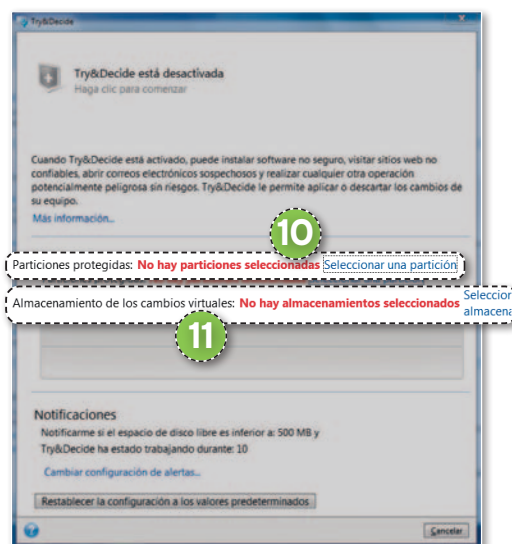 Try&Decide
Try&Decide está desactivada
Haga clic para comenzar
Cuando Try&Decide está activado, puede instalar software no seguro, visitar sitios web no
confiables, abrir correos electrónicos sospechosos y realizar cualquier otra operación
potencialmente peligrosa sin riesgos. Try&Decide le permite aplicar o descartar los cambios de
su equipo.
Más información...
10
Particiones protegidas: No hay particiones seleccionadas Seleccionar una partición
Almacenamiento de los cambios virtuales: No hay almacenamientos seleccionados
11
Notificaciones
Notificarme si el espacio de disco libre es inferior a: 500 MB y
Try&Decide ha estado trabajando durante: 10
Cambiar configuración de alertas...
Restablecer la configuración a los valores predeterminados
Cancelar